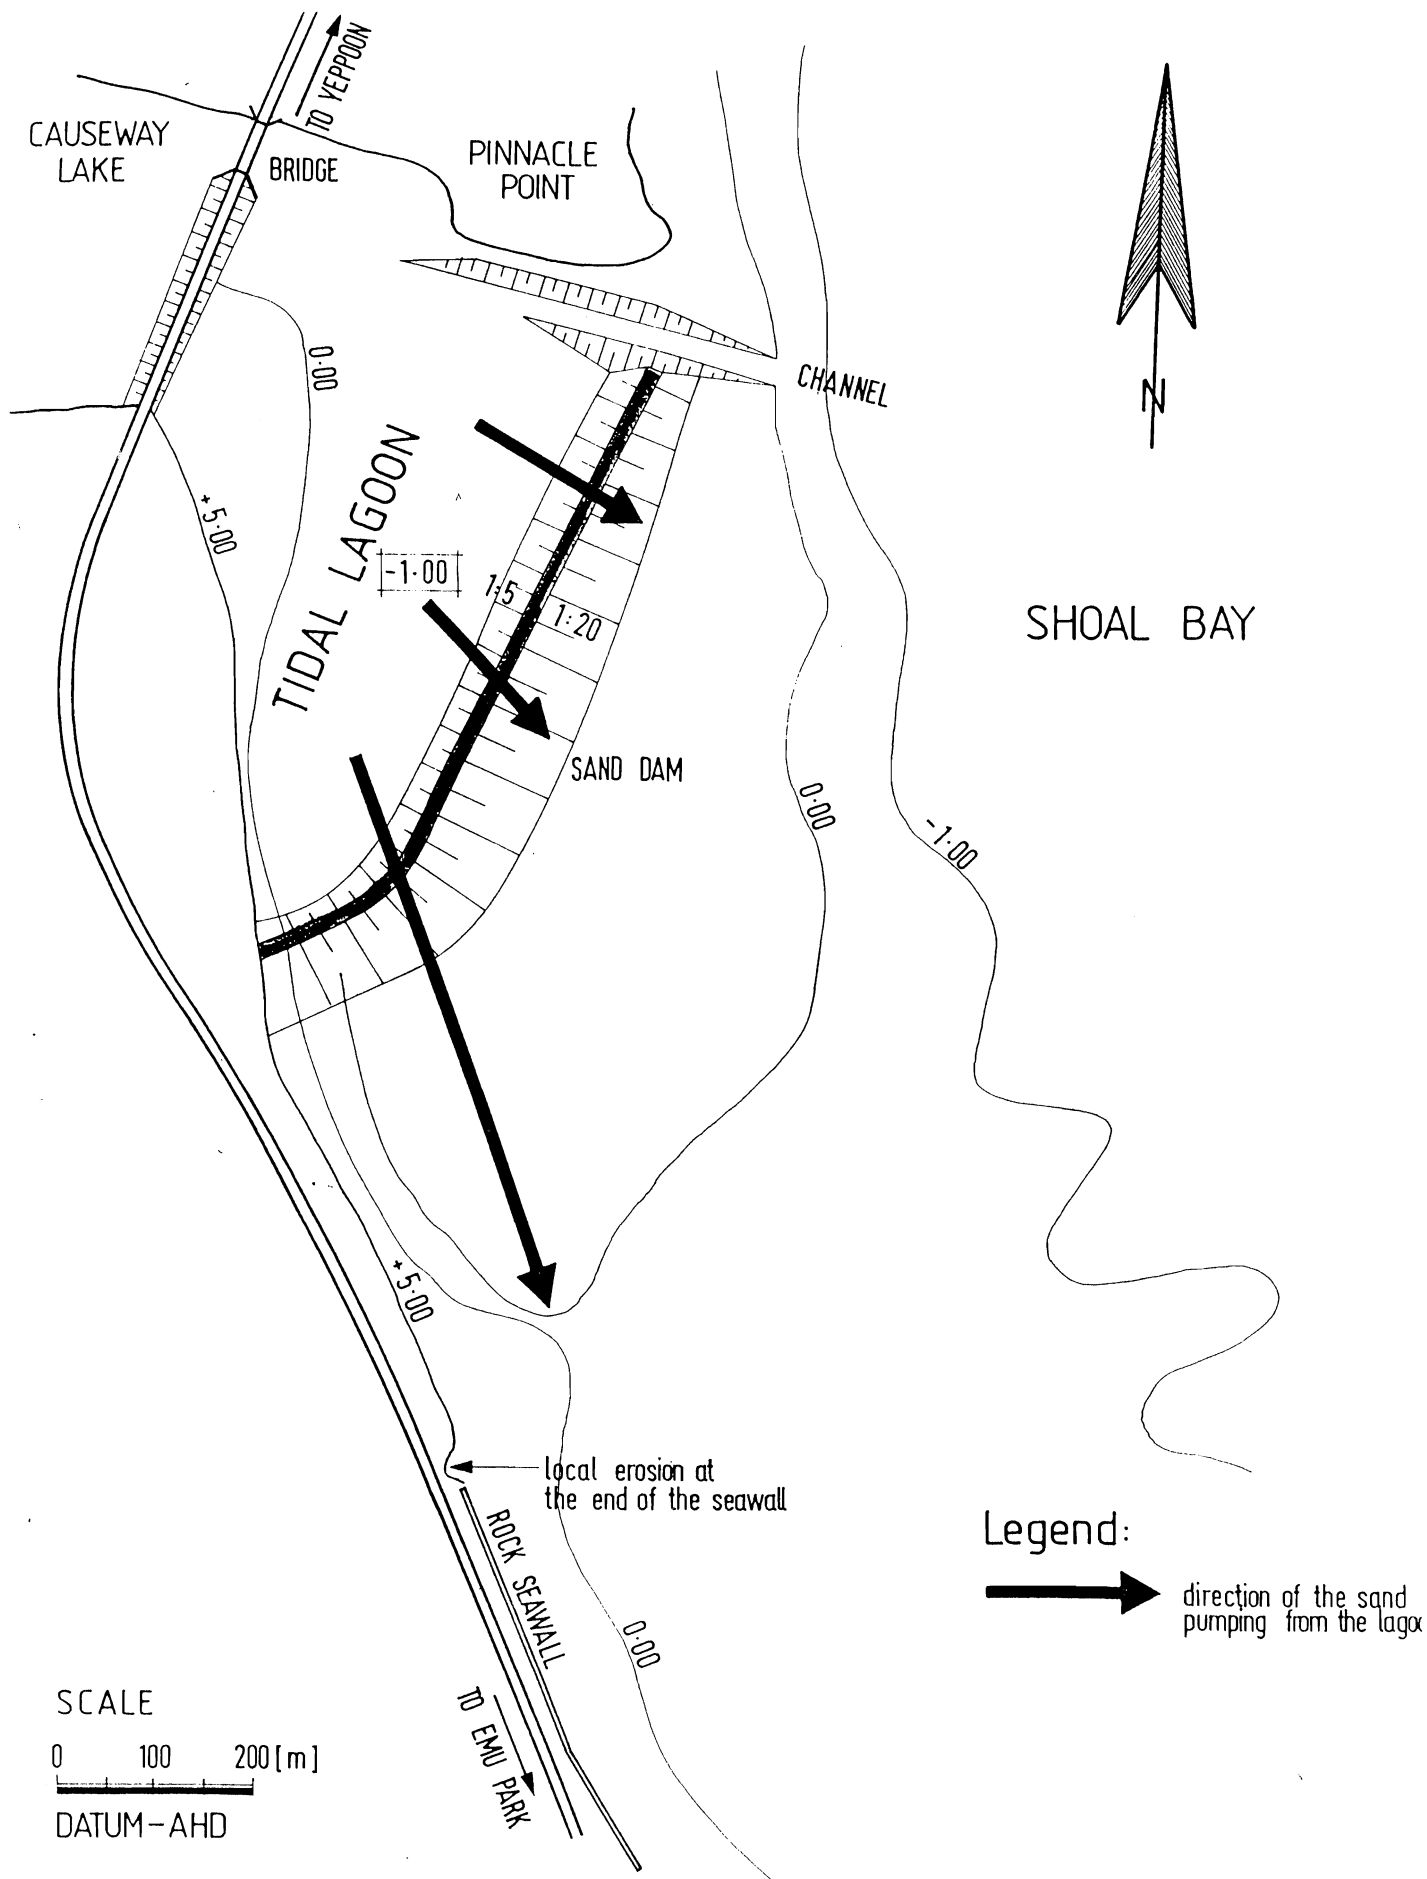 TO YEPPOON
CAUSEWAY
LAKE
BRIDGE
PINNACLE
POINT
CHANNEL
N
0·00
+5·00
TIDAL LAGOON
-1·00
1:5
1:20
SHOAL BAY
SAND DAM
0·00
-1·00
+5·00
local erosion at
the end of the seawall
ROCK SEAWALL
0·00
TO EMU PARK
Legend:
direction of the sand
pumping from the lagoo
SCALE
0 100 200 [m]
DATUM-AHD